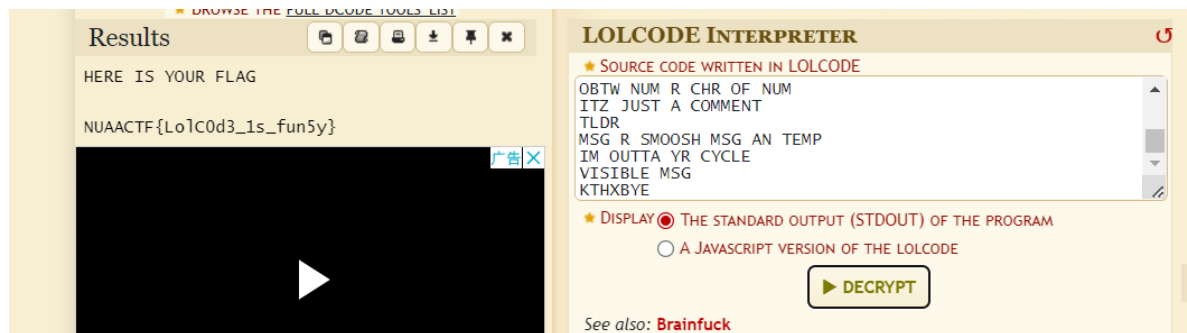 BROWSE THE FULL DCODE TOOLS' LIST
Results
HERE IS YOUR FLAG
NUAACTF{LolC0d3_1s_fun5y}
广告
LOLCODE INTERPRETER
SOURCE CODE WRITTEN IN LOLCODE
OBTW NUM R CHR OF NUM
ITZ JUST A COMMENT
TLDR
MSG R SMOOSH MSG AN TEMP
IM OUTTA YR CYCLE
VISIBLE MSG
KTHXBYE
DISPLAY THE STANDARD OUTPUT (STDOUT) OF THE PROGRAM
A JAVASCRIPT VERSION OF THE LOLCODE
DECRYPT
See also: Brainfuck